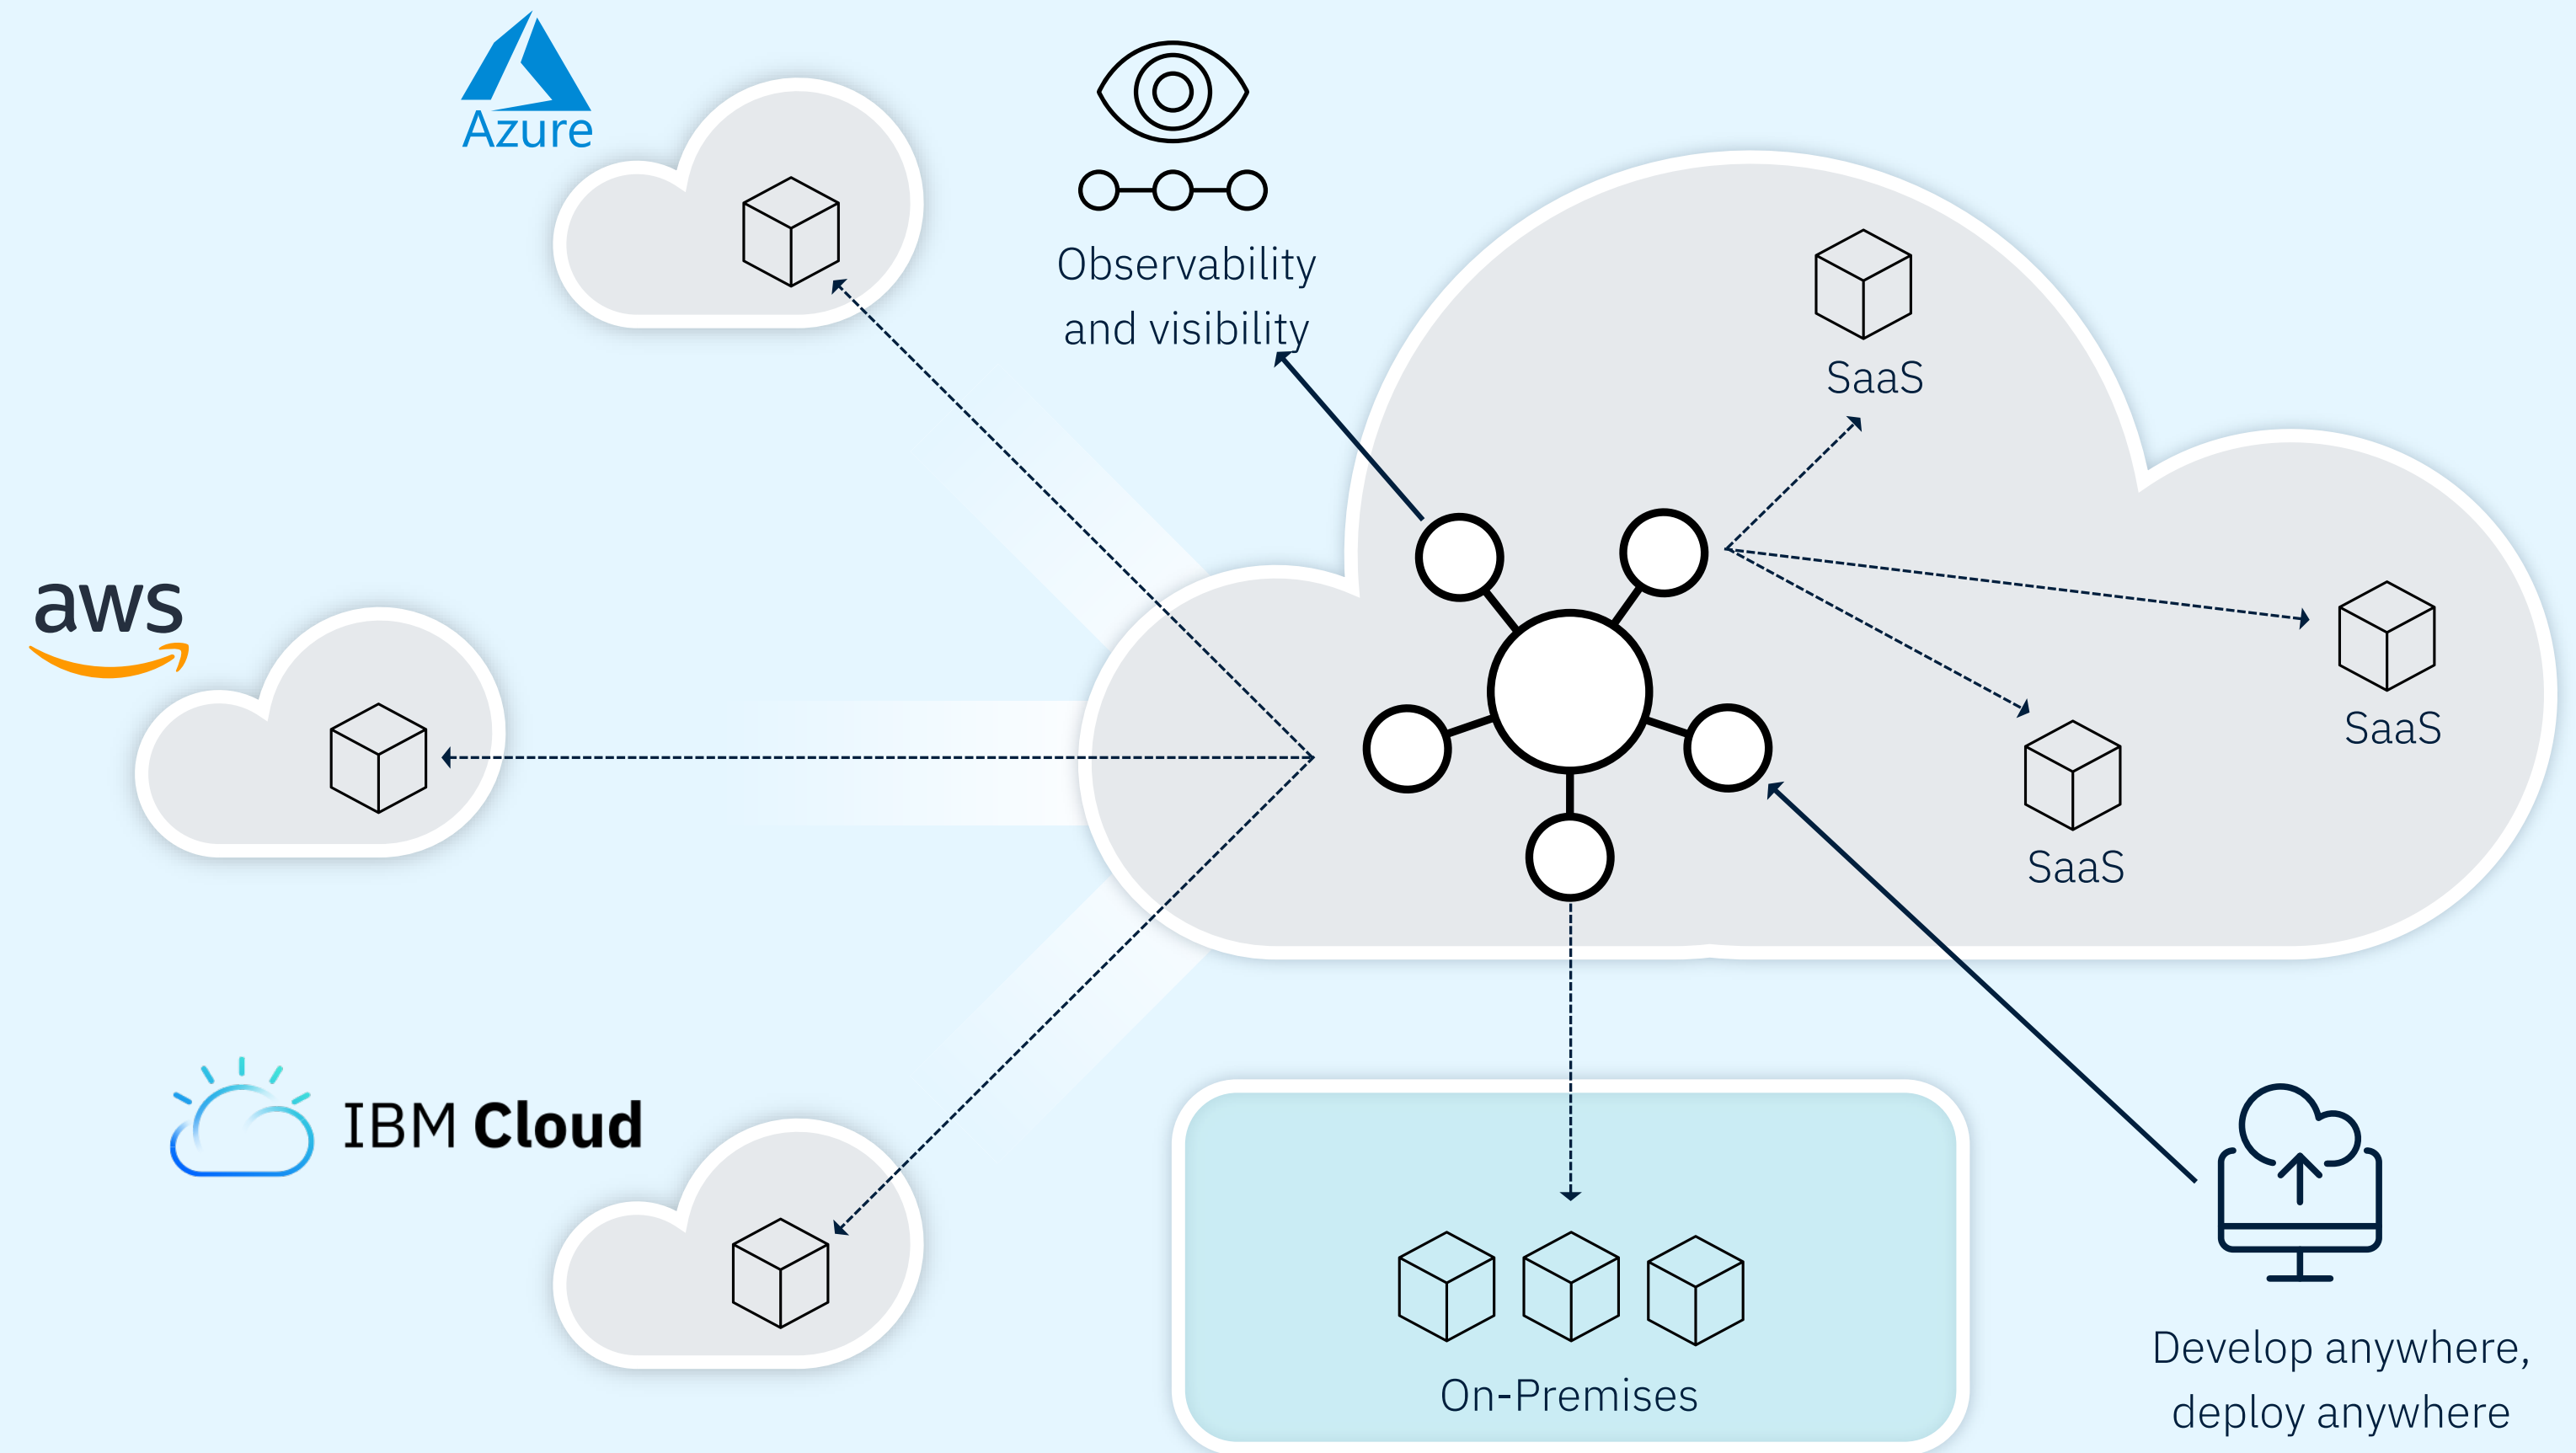 Azure
Observability
and visibility
SaaS
aws
SaaS
SaaS
IBM Cloud
On-Premises
Develop anywhere,
deploy anywhere